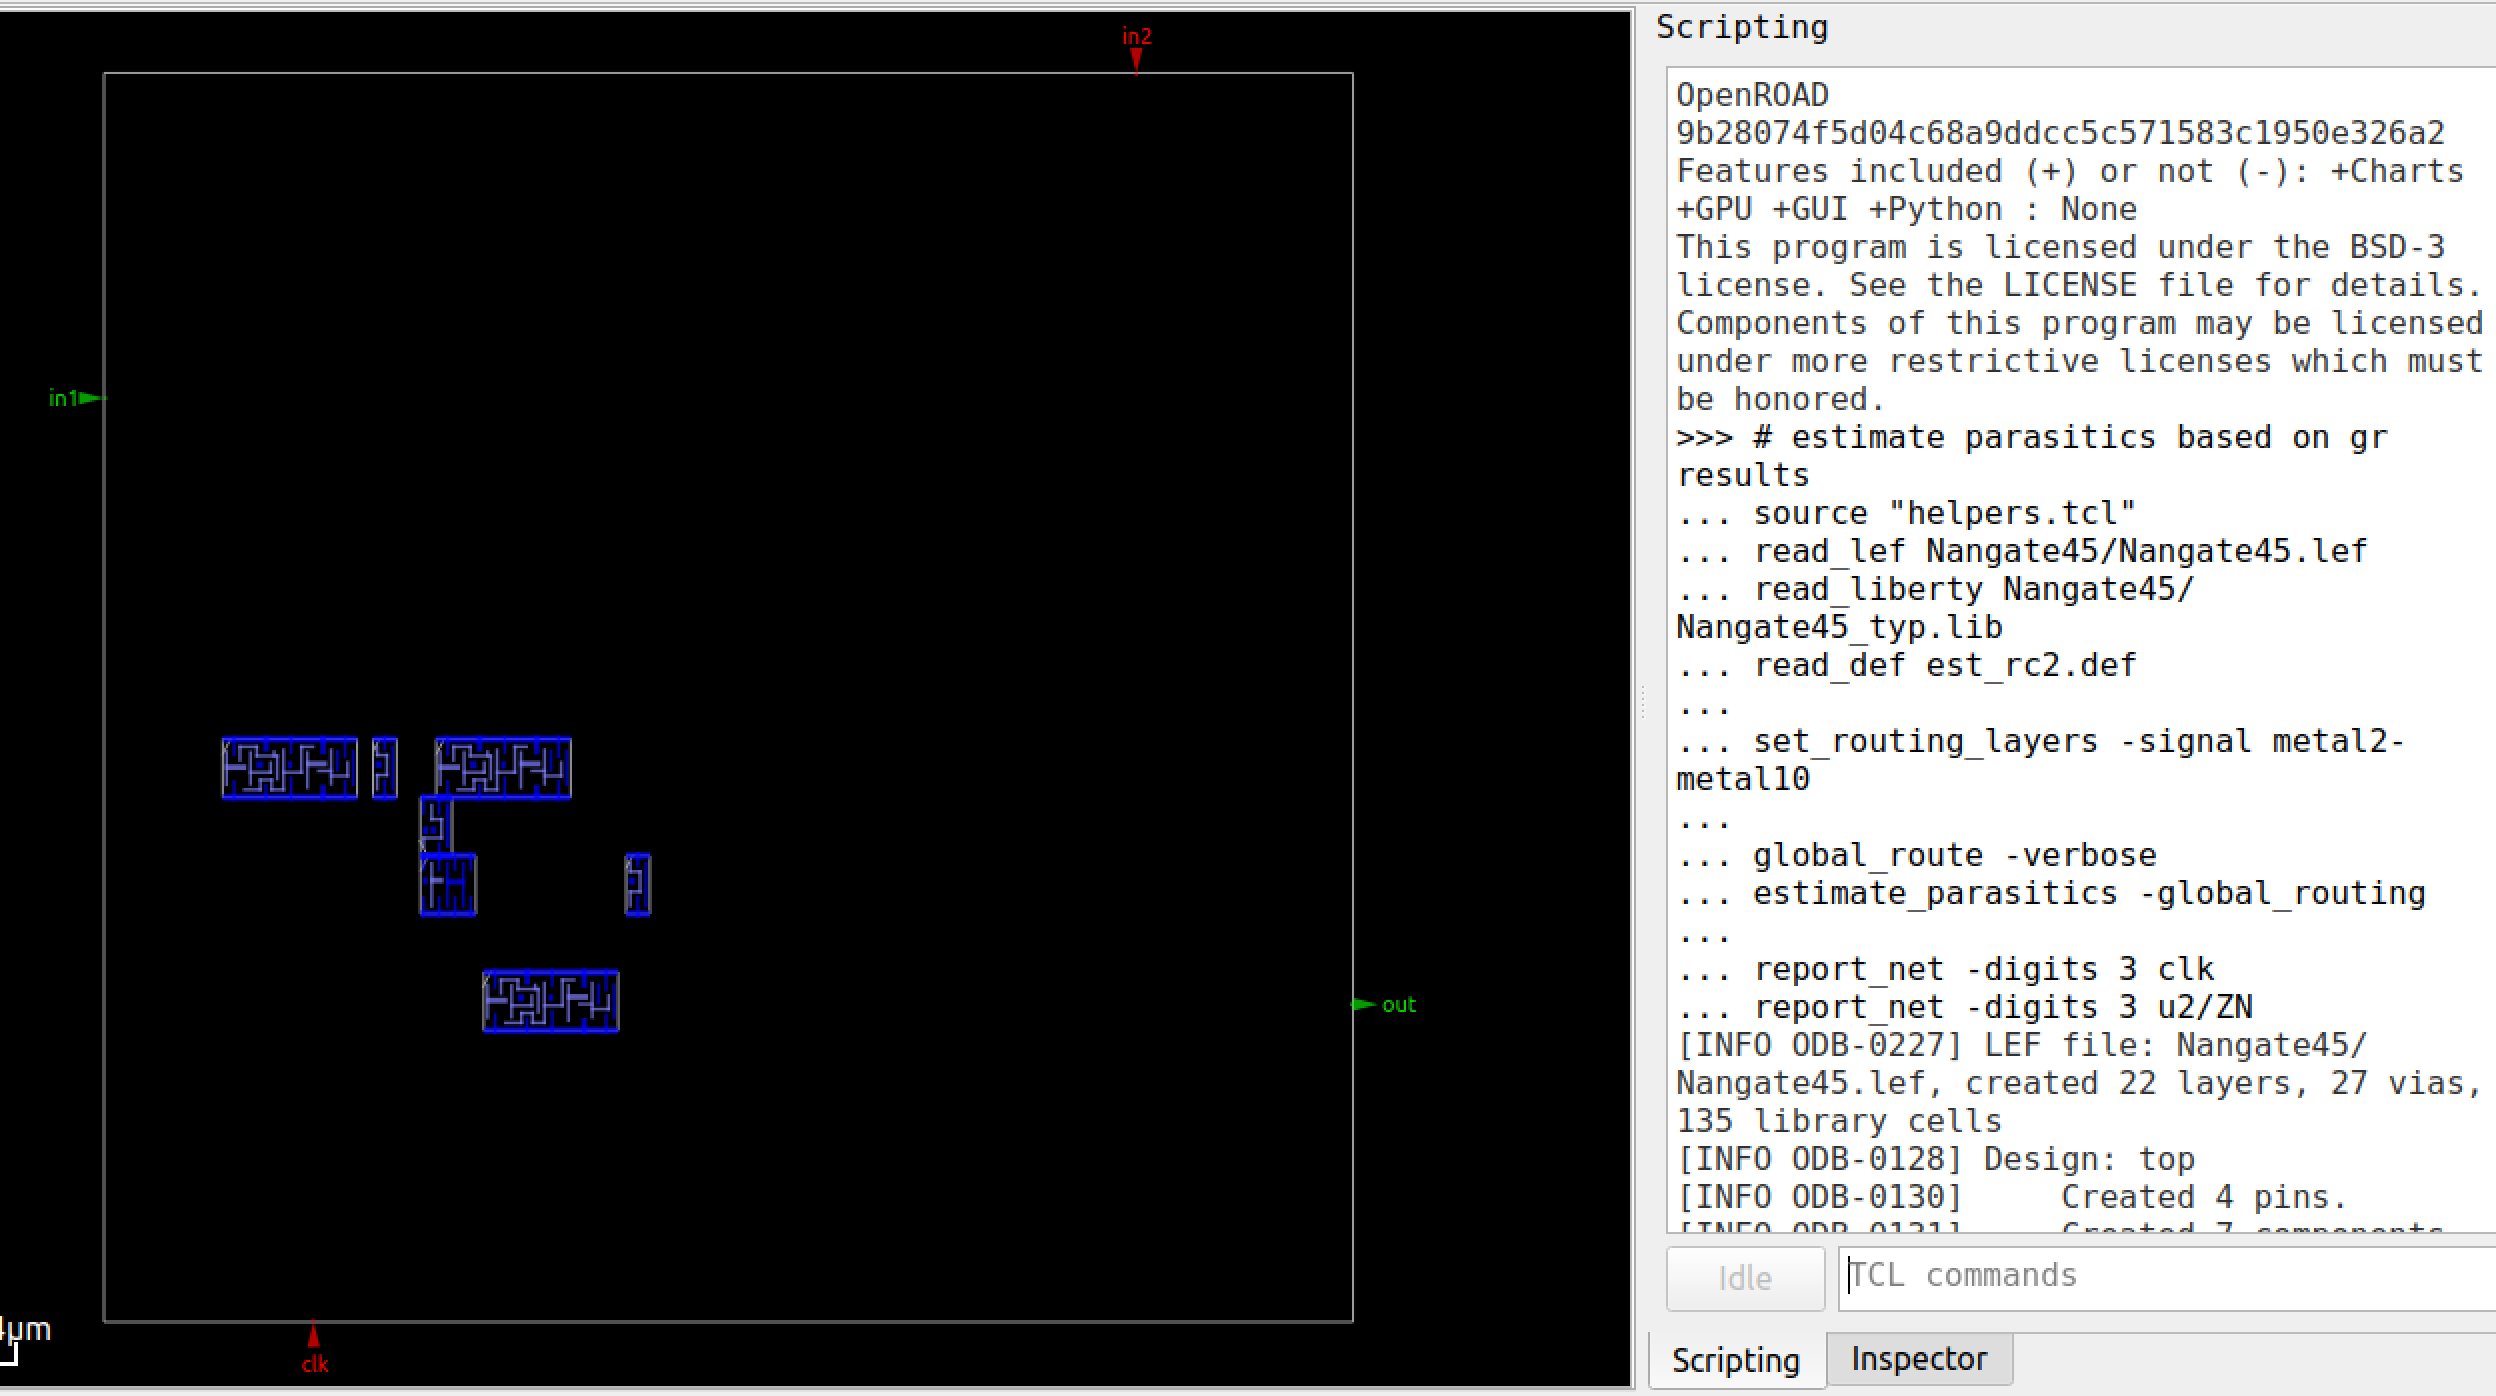 in2
in1
out
4µm
clk
Scripting
OpenROAD
9b28074f5d04c68a9ddcc5c571583c1950e326a2
Features included (+) or not (-): +Charts
+GPU +GUI +Python : None
This program is licensed under the BSD-3
license. See the LICENSE file for details.
Components of this program may be licensed
under more restrictive licenses which must
be honored.
>>> # estimate parasitics based on gr
results
... source "helpers.tcl"
... read_lef Nangate45/Nangate45.lef
... read_liberty Nangate45/
Nangate45_typ.lib
... read_def est_rc2.def
...
... set_routing_layers -signal metal2-
metal10
...
... global_route -verbose
... estimate_parasitics -global_routing
...
... report_net -digits 3 clk
... report_net -digits 3 u2/ZN
[INFO ODB-0227] LEF file: Nangate45/
Nangate45.lef, created 22 layers, 27 vias,
135 library cells
[INFO ODB-0128] Design: top
[INFO ODB-0130]     Created 4 pins.
[INFO ODB-0131]     Created 7 components
Idle
TCL commands
Scripting
Inspector